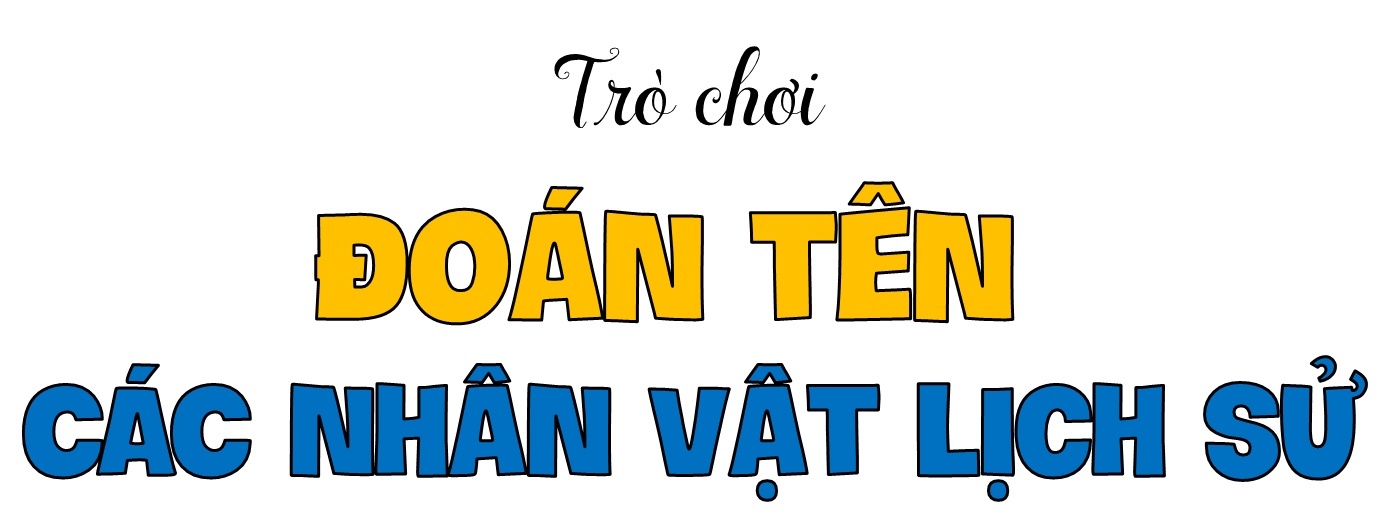 Trò chơi
ĐOÁN TÊN
CÁC NHÂN VẬT LỊCH SỬ